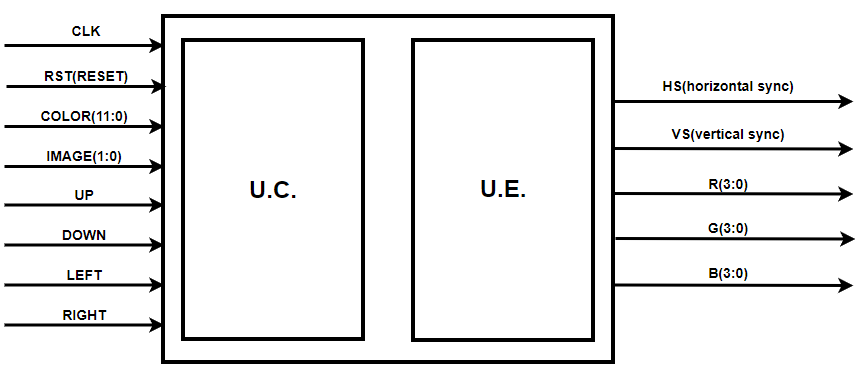 CLK
RST(RESET)
COLOR(11:0)
IMAGE(1:0)
UP
DOWN
LEFT
RIGHT
U.C.
U.E.
HS(horizontal sync)
VS(vertical sync)
R(3:0)
G(3:0)
B(3:0)